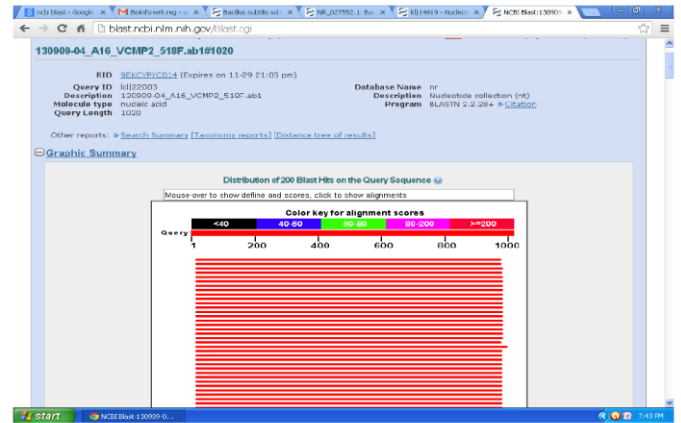 ncbi blast - Google
Bioinfo wrk reg -
Bacillus subtilis sub
NR_027552.1: Bac
lcl|14619 - Nucleot
NCBI Blast:130909
blast.ncbi.nlm.nih.gov/Blast.cgi
130909-04_A16_VCMP2_518F.ab1#1020
RID 9EKCYPYC014 (Expires on 11-29 21:05 pm)
Query ID lcl|22003
Description 130909-04_A16_VCMP2_518F.ab1
Molecule type nucleic acid
Query Length 1020
Database Name nr
Description Nucleotide collection (nt)
Program BLASTN 2.2.28+ Citation
Other reports: Search Summary [Taxonomy reports] [Distance tree of results]
Graphic Summary
Distribution of 200 Blast Hits on the Query Sequence
Mouse-over to show define and scores, click to show alignments
Color key for alignment scores
<40 40-50 50-80 80-200 >=200
Query
1 200 400 600 800 1000
start
NCBI Blast:130909-0...
7:43 PM